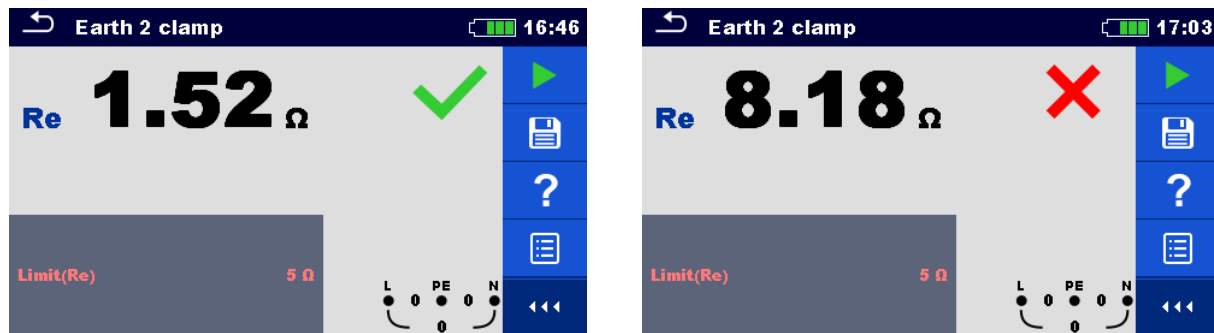 Earth 2 clamp 16:46
Re 1.52 Ω
?
Limit(Re) 5 Ω
L PE N
0 0
0
Earth 2 clamp 17:03
Re 8.18 Ω
?
Limit(Re) 5 Ω
L PE N
0 0
0